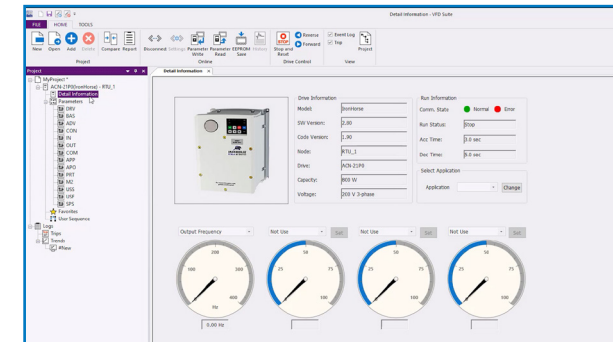 Detail Information - VFD Suite
FILE HOME TOOLS
New Open Add Delete Compare Report
Disconnected Settings Parameter Write Parameter Read EEPROM Save History
Stop and Reset
Reverse
Forward
Event Log
Trip
Project
Project Online Drive Control View
Project
Detail Information ×
MyProject *
ACN-21P0(IronHorse) - RTU_1
Detail Information
Parameters
DRV
BAS
ADV
CON
IN
OUT
COM
APP
APO
PRT
M2
USS
USF
SPS
Favorites
User Sequence
Logs
Trips
Trends
#New
Drive Information
Model: IronHorse
SW Version: 2.00
Code Version: 1.90
Node: RTU_1
Drive: ACN-21P0
Capacity:
Voltage: 200 V 3-phase
Run Information
Comm. State Normal Error
Run Status: Stop
Acc Time: 3.0 sec
Dec Time:
Select Application
Application Change
Output Frequency Not Use Set Not Use Set Not Use Set
200 50 50 50
100 300 25 75 25 75 25 75
400 100 100 100
Hz
0.00 Hz